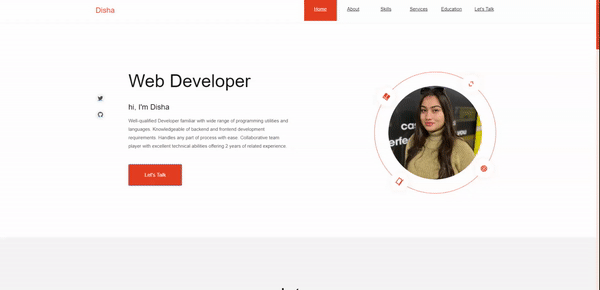 Disha
Home About Skills Services Education Let's Talk
Web Developer
hi, I'm Disha
Well-qualified Developer familiar with wide range of programming utilities and
languages. Knowledgeable of backend and frontend development
requirements. Handles any part of process with ease. Collaborative team
player with excellent technical abilities offering 2 years of related experience.
Let's Talk